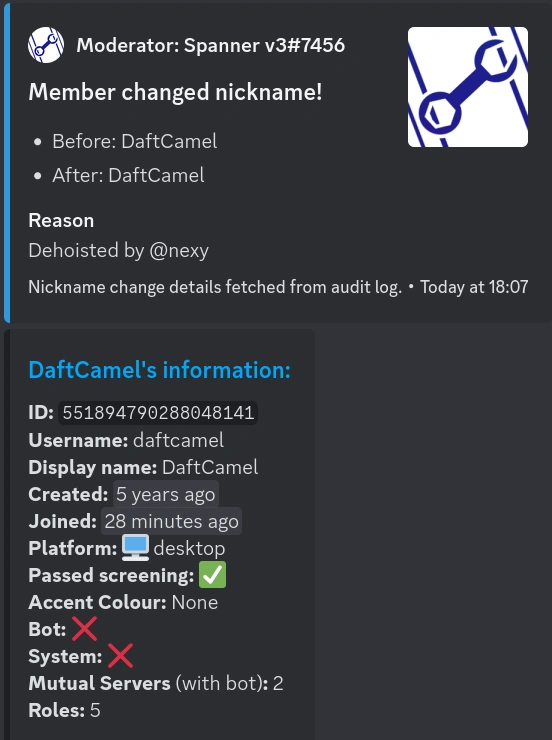 Moderator: Spanner v3#7456
Member changed nickname!
• Before: DaftCamel
• After: DaftCamel
Reason
Dehoisted by @nexy
Nickname change details fetched from audit log. • Today at 18:07
DaftCamel's information:
ID: 551894790288048141
Username: daftcamel
Display name: DaftCamel
Created: 5 years ago
Joined: 28 minutes ago
Platform: 🖥️ desktop
Passed screening: ✅
Accent Colour: None
Bot: ❌
System: ❌
Mutual Servers (with bot): 2
Roles: 5